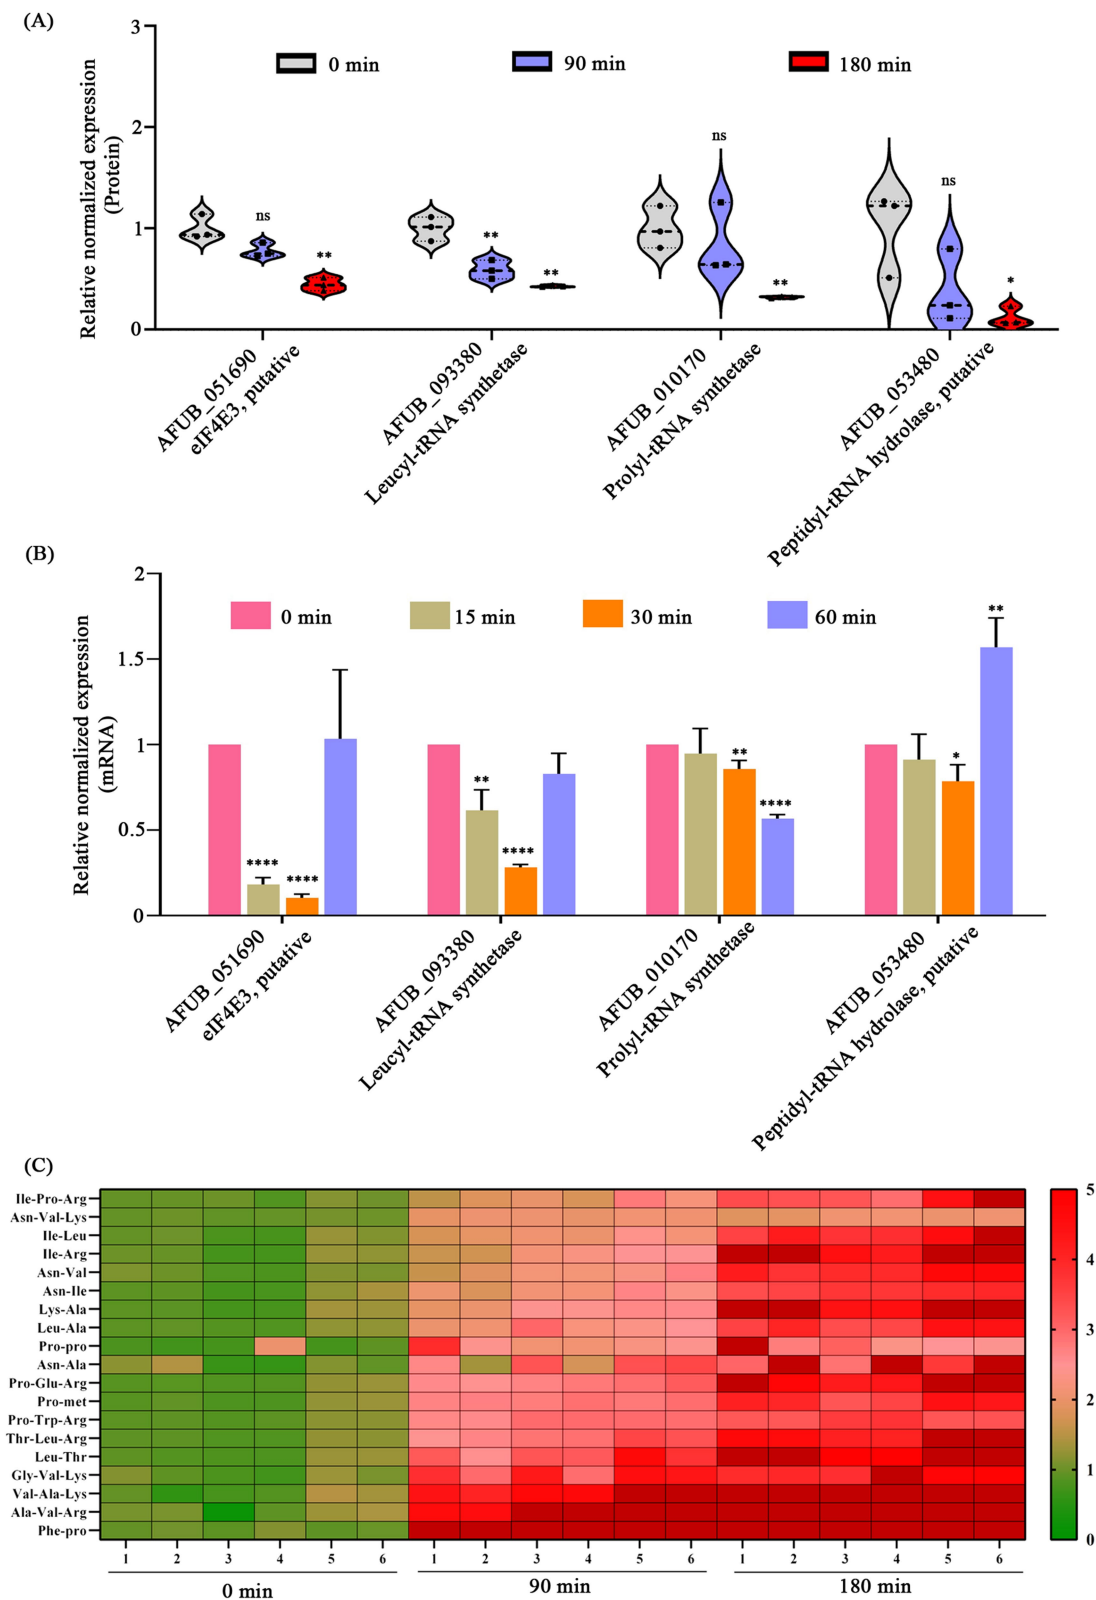 (A)
Relative normalized expression
(Protein)
3
2
1
0
0 min
90 min
180 min
ns
**
**
**
ns
**
ns
*
AFUB_051690
eIF4E3, putative
AFUB_093380
Leucyl-tRNA synthetase
AFUB_010170
Prolyl-tRNA synthetase
AFUB_053480
Peptidyl-tRNA hydrolase, putative
(B)
Relative normalized expression
(mRNA)
2
1.5
1
0.5
0
0 min
15 min
30 min
60 min
****
****
**
****
**
****
*
**
AFUB_051690
eIF4E3, putative
AFUB_093380
Leucyl-tRNA synthetase
AFUB_010170
Prolyl-tRNA synthetase
AFUB_053480
Peptidyl-tRNA hydrolase, putative
(C)
Ile-Pro-Arg
Asn-Val-Lys
Ile-Leu
Ile-Arg
Asn-Val
Asn-Ile
Lys-Ala
Leu-Ala
Pro-pro
Asn-Ala
Pro-Glu-Arg
Pro-met
Pro-Trp-Arg
Thr-Leu-Arg
Leu-Thr
Gly-Val-Lys
Val-Ala-Lys
Ala-Val-Arg
Phe-pro
1 2 3 4 5 6 1 2 3 4 5 6 1 2 3 4 5 6
0 min 90 min 180 min
5
4
3
2
1
0